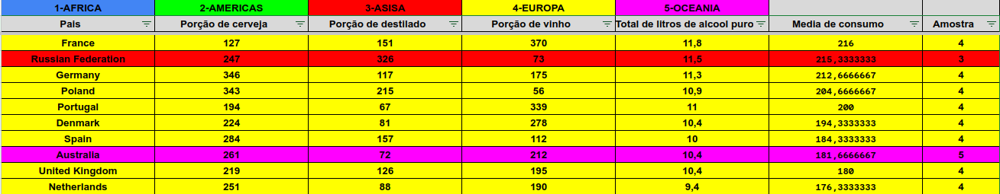 1-AFRICA 2-AMERICAS 3-ASISA 4-EUROPA 5-OCEANIA
Pais Porção de cerveja Porção de destilado Porção de vinho Total de litros de alcool puro Media de consumo Amostra
France 127 151 370 11,8 216 4
Russian Federation 247 326 73 11,5 215,3333333 3
Germany 346 117 175 11,3 212,6666667 4
Poland 343 215 56 10,9 204,6666667 4
Portugal 194 67 339 11 200 4
Denmark 224 81 278 10,4 194,3333333 4
Spain 284 157 112 10 184,3333333 4
Australia 261 72 212 10,4 181,6666667 5
United Kingdom 219 126 195 10,4 180 4
Netherlands 251 88 190 9,4 176,3333333 4